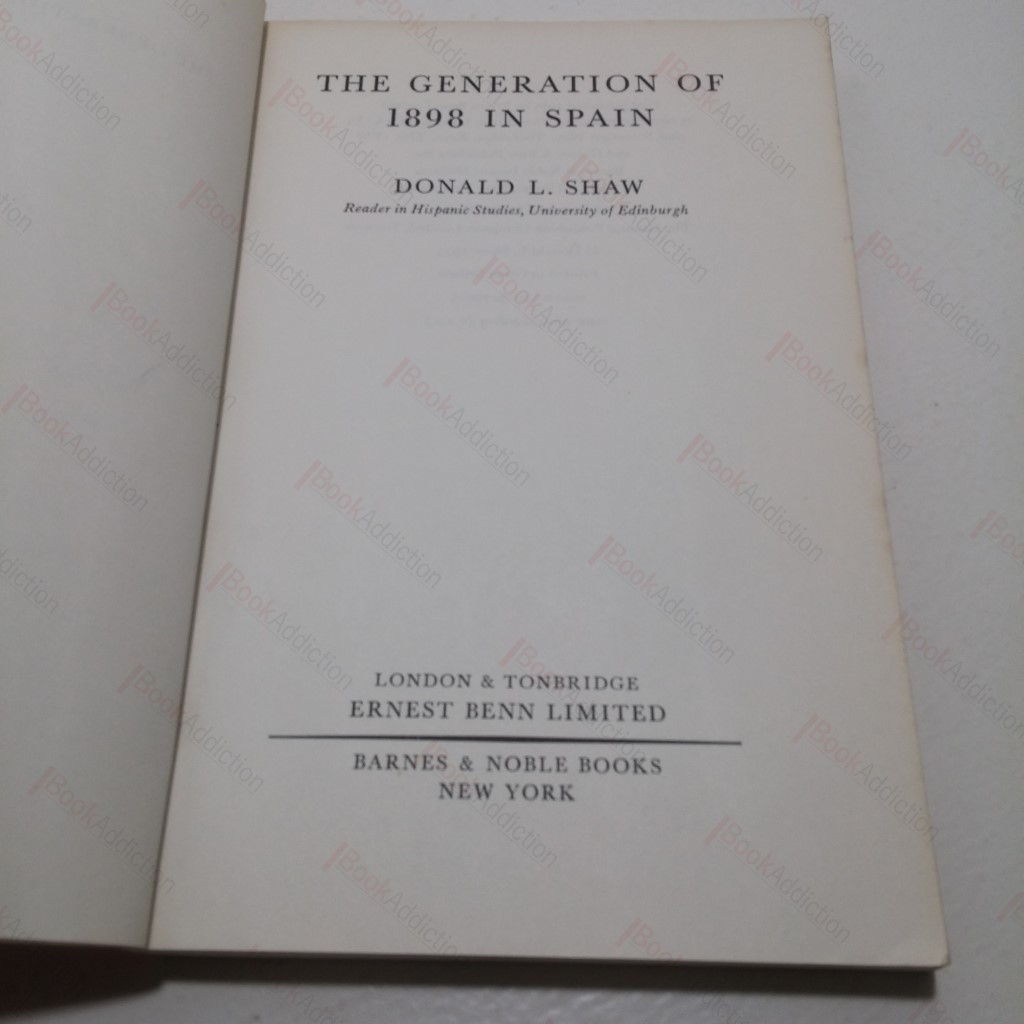 THE GENERATION OF
1898 IN SPAIN
DONALD L. SHAW
Reader in Hispanic Studies, University of Edinburgh
LONDON & TONBRIDGE
ERNEST BENN LIMITED
BARNES & NOBLE BOOKS
NEW YORK
BookAddiction